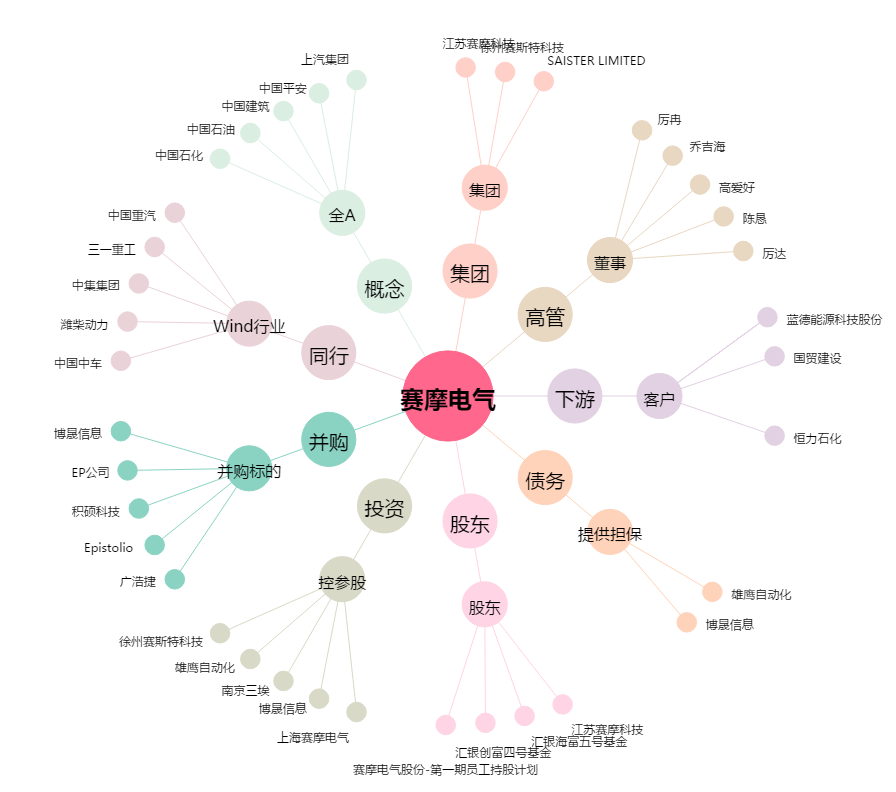 江苏赛摩科技
徐州赛斯特科技
SAISTER LIMITED
集团
集团
厉冉
乔吉海
高爱好
陈恳
厉达
董事
高管
蓝德能源科技股份
国贸建设
恒力石化
客户
下游
债务
提供担保
雄鹰自动化
博晟信息
股东
股东
江苏赛摩科技
汇银海富五号基金
汇银创富四号基金
赛摩电气股份-第一期员工持股计划
投资
控参股
上海赛摩电气
博晟信息
南京三埃
雄鹰自动化
徐州赛斯特科技
并购
并购标的
广浩捷
Epistolio
积硕科技
EP公司
博晟信息
同行
Wind行业
中国中车
潍柴动力
中集集团
三一重工
中国重汽
概念
全A
中国石化
中国石油
中国建筑
中国平安
上汽集团
赛摩电气